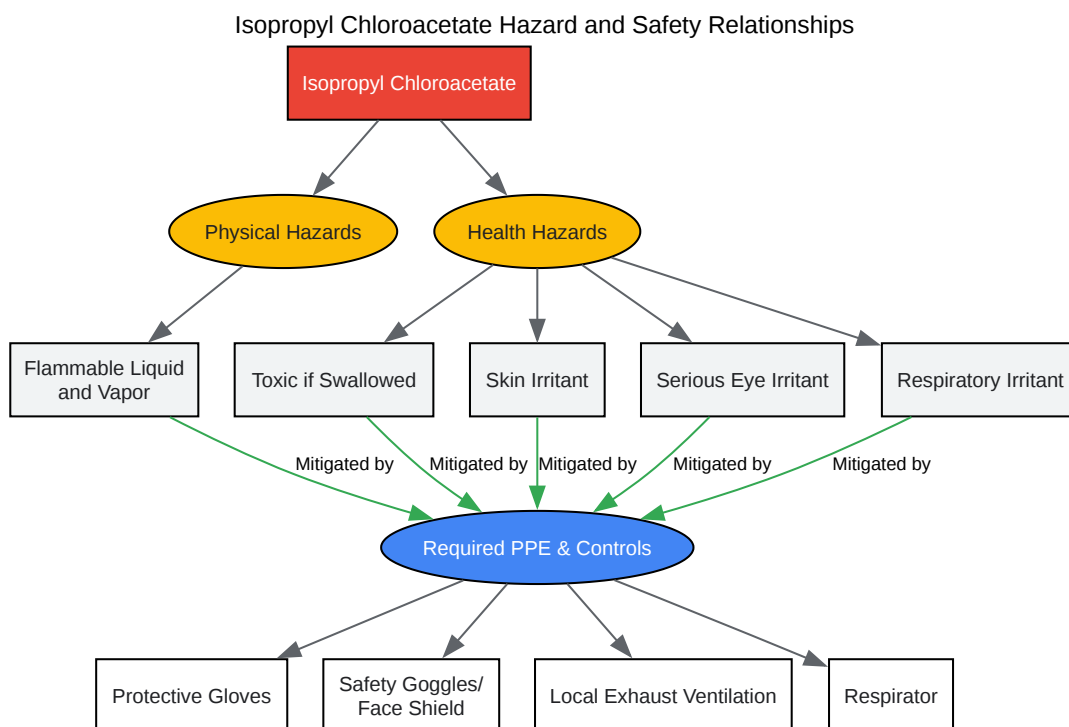 Isopropyl Chloroacetate Hazard and Safety Relationships
Isopropyl Chloroacetate
Physical Hazards
Health Hazards
Flammable Liquid
and Vapor
Toxic if Swallowed
Skin Irritant
Serious Eye Irritant
Respiratory Irritant
Mitigated by
Mitigated by
Mitigated by
Mitigated by
Mitigated by
Required PPE & Controls
Protective Gloves
Safety Goggles/
Face Shield
Local Exhaust Ventilation
Respirator